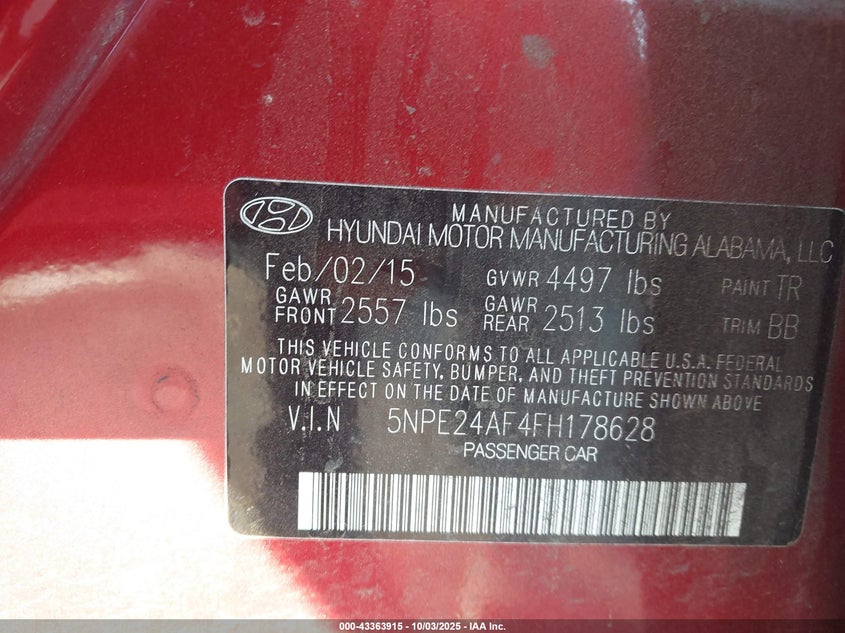 MANUFACTURED BY
HYUNDAI MOTOR MANUFACTURING ALABAMA, LLC
Feb/02/15 GVWR 4497 lbs PAINT TR
GAWR FRONT 2557 lbs GAWR REAR 2513 lbs TRIM BB
THIS VEHICLE CONFORMS TO ALL APPLICABLE U.S.A. FEDERAL
MOTOR VEHICLE SAFETY, BUMPER, AND THEFT PREVENTION STANDARDS
IN EFFECT ON THE DATE OF MANUFACTURE SHOWN ABOVE
V.I.N 5NPE24AF4FH178628
PASSENGER CAR
000-43363915 - 10/03/2025 - IAA Inc.